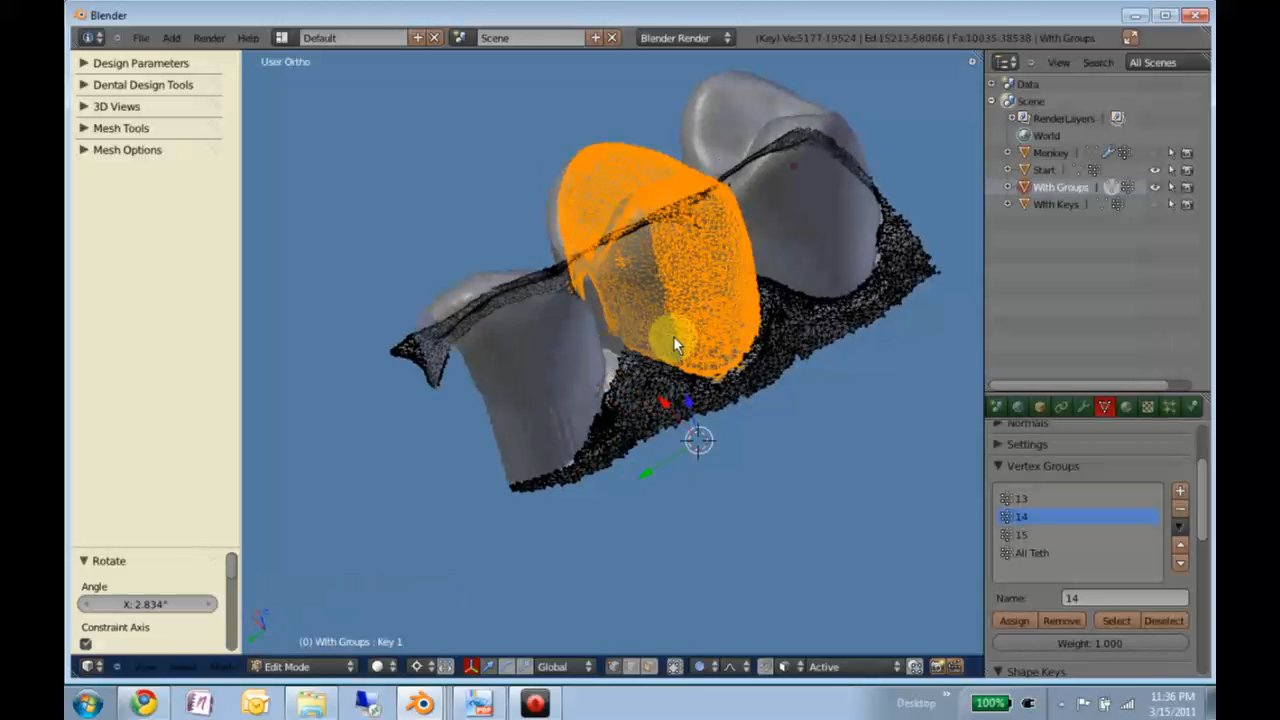 Blender
File Add Render Help Default Scene Blender Render (Key) Ve:5177-19524 | Ed:15213-58066 | Fa:10035-38538 | With Groups
Design Parameters
Dental Design Tools
3D Views
Mesh Tools
Mesh Options
User Ortho
View Search All Scenes
Data
Scene
RenderLayers
World
Monkey
Start
With Groups
With Keys
Normals
Settings
Vertex Groups
13
14
15
All Teth
Name: 14
Assign Remove Select Deselect
Weight: 1.000
Shape Keys
Rotate
Angle
X: 2.834°
Constraint Axis
(0) With Groups : Key 1
Edit Mode Global Active
Desktop 100% 11:36 PM
3/15/2011